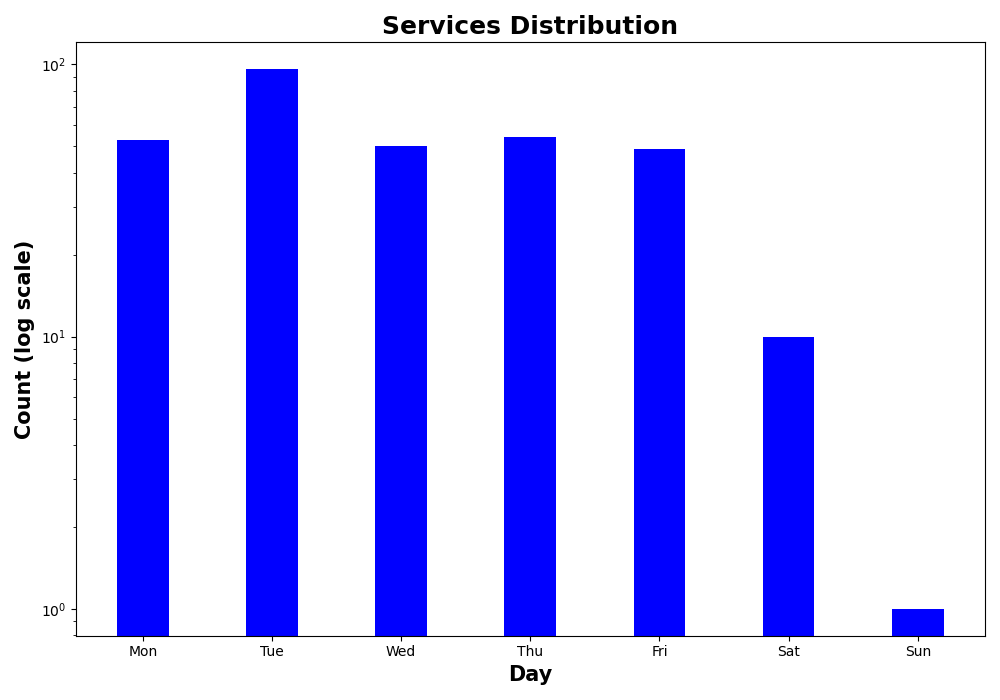 Services Distribution
Count (log scale)
10²
10¹
10⁰
Mon Tue Wed Thu Fri Sat Sun
Day